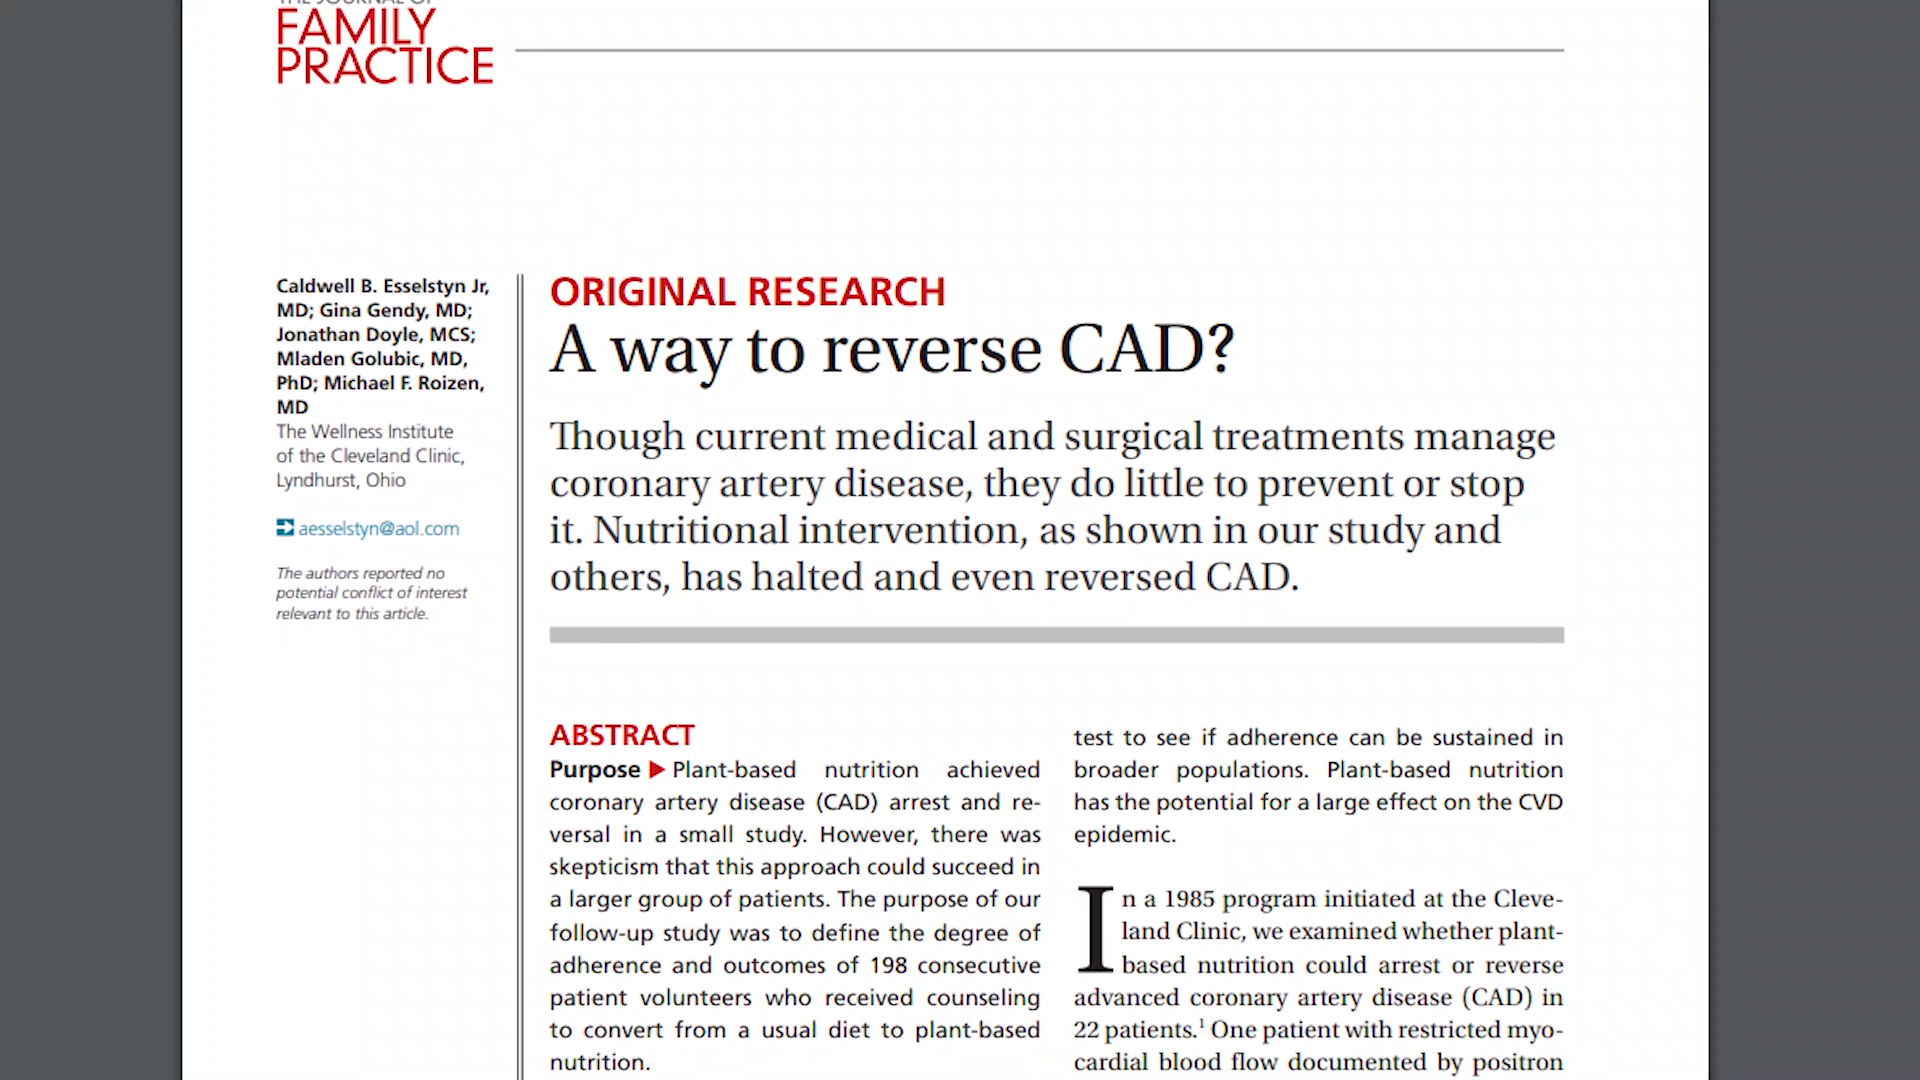 THE JOURNAL OF
FAMILY
PRACTICE
Caldwell B. Esselstyn Jr,
MD; Gina Gendy, MD;
Jonathan Doyle, MCS;
Mladen Golubic, MD,
PhD; Michael F. Roizen,
MD
The Wellness Institute
of the Cleveland Clinic,
Lyndhurst, Ohio
aesselstyn@aol.com
The authors reported no
potential conflict of interest
relevant to this article.
ORIGINAL RESEARCH
A way to reverse CAD?
Though current medical and surgical treatments manage
coronary artery disease, they do little to prevent or stop
it. Nutritional intervention, as shown in our study and
others, has halted and even reversed CAD.
ABSTRACT
Purpose ▶ Plant-based nutrition achieved
coronary artery disease (CAD) arrest and re-
versal in a small study. However, there was
skepticism that this approach could succeed in
a larger group of patients. The purpose of our
follow-up study was to define the degree of
adherence and outcomes of 198 consecutive
patient volunteers who received counseling
to convert from a usual diet to plant-based
nutrition.
test to see if adherence can be sustained in
broader populations. Plant-based nutrition
has the potential for a large effect on the CVD
epidemic.
In a 1985 program initiated at the Cleve-
land Clinic, we examined whether plant-
based nutrition could arrest or reverse
advanced coronary artery disease (CAD) in
22 patients.¹ One patient with restricted myo-
cardial blood flow documented by positron